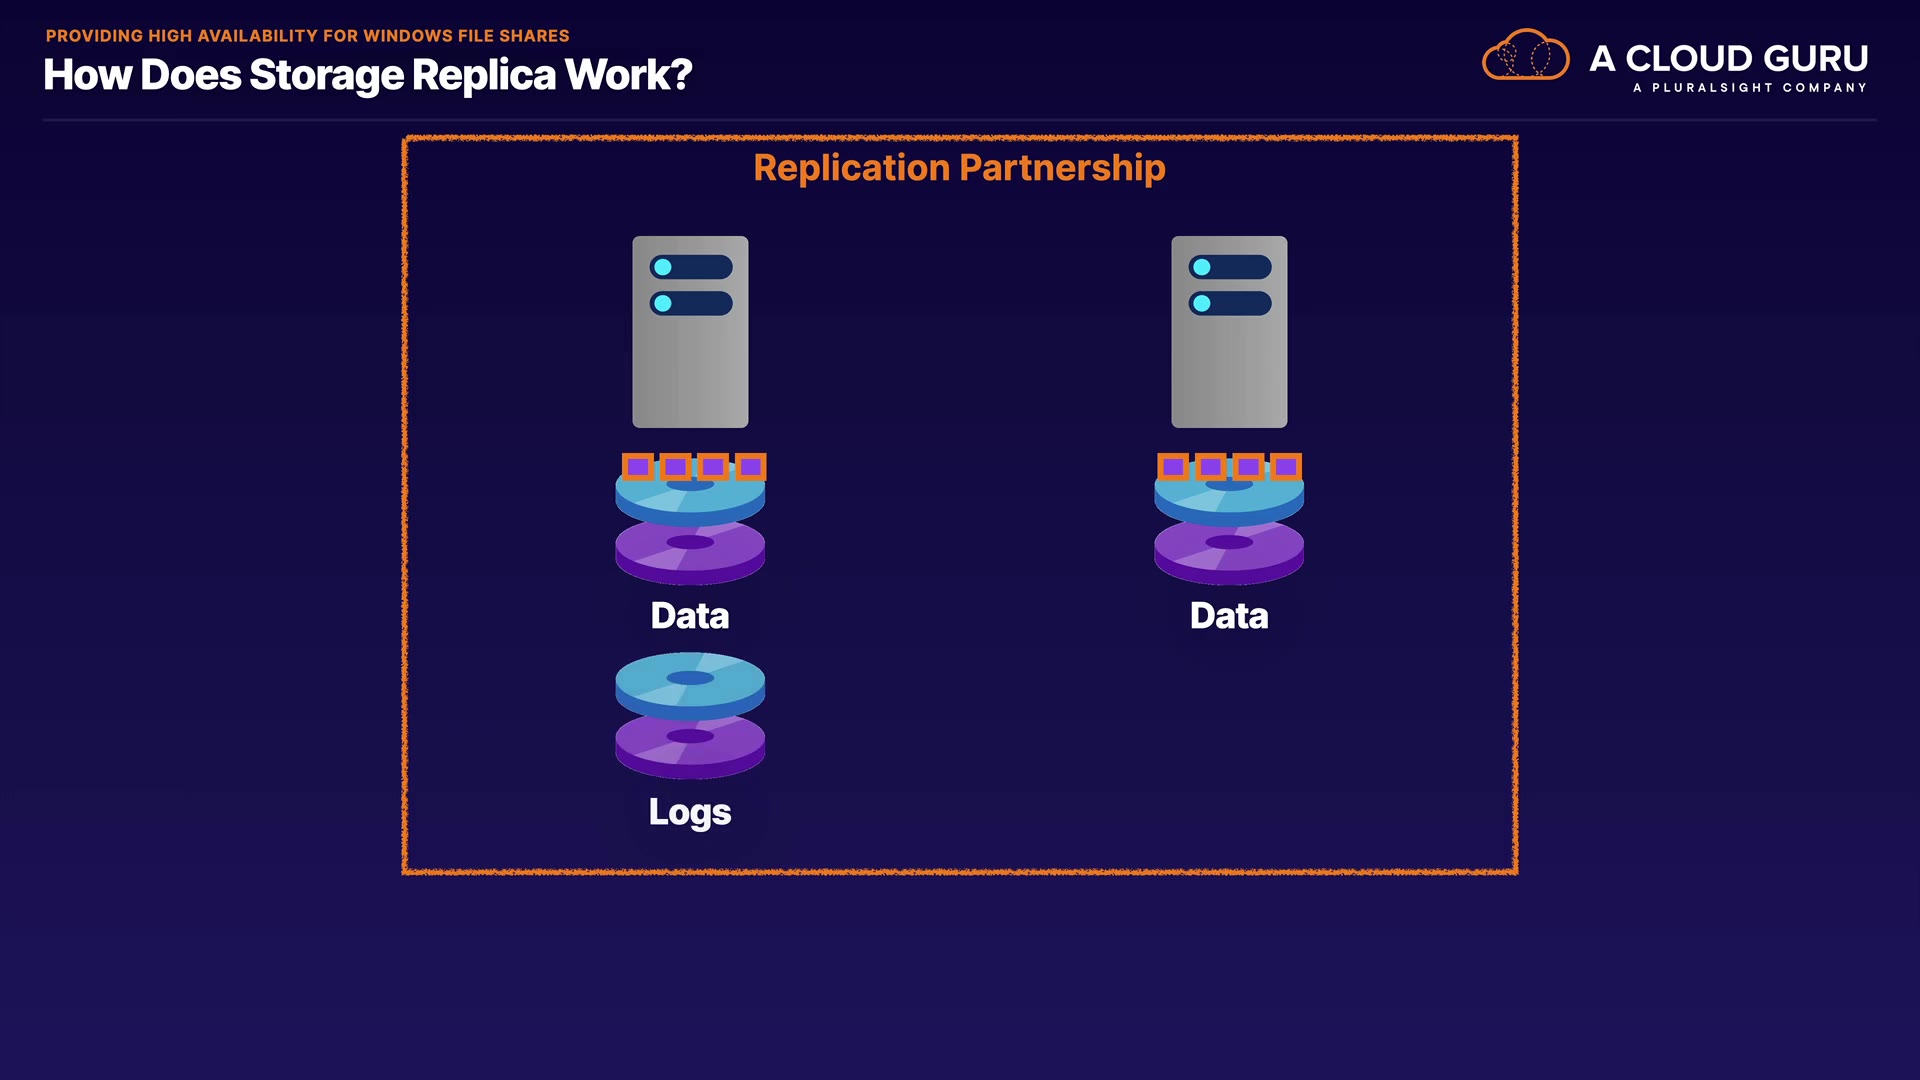 PROVIDING HIGH AVAILABILITY FOR WINDOWS FILE SHARES
How Does Storage Replica Work?
A CLOUD GURU
A PLURALSIGHT COMPANY
Replication Partnership
Data
Data
Logs